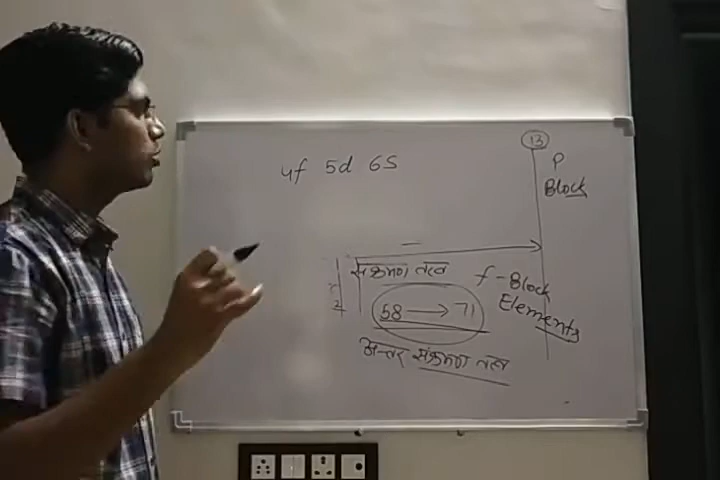 4f 5d 6s
13
P
Block
संक्रमण तत्व
f-Block
Elements
58 → 71
अन्तर संक्रमण तत्व